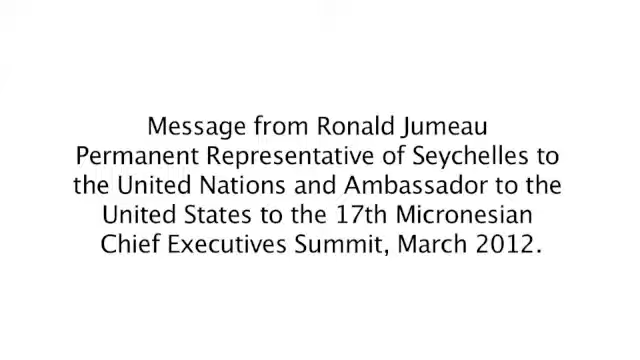 Message from Ronald Jumeau
Permanent Representative of Seychelles to
the United Nations and Ambassador to the
United States to the 17th Micronesian
Chief Executives Summit, March 2012.